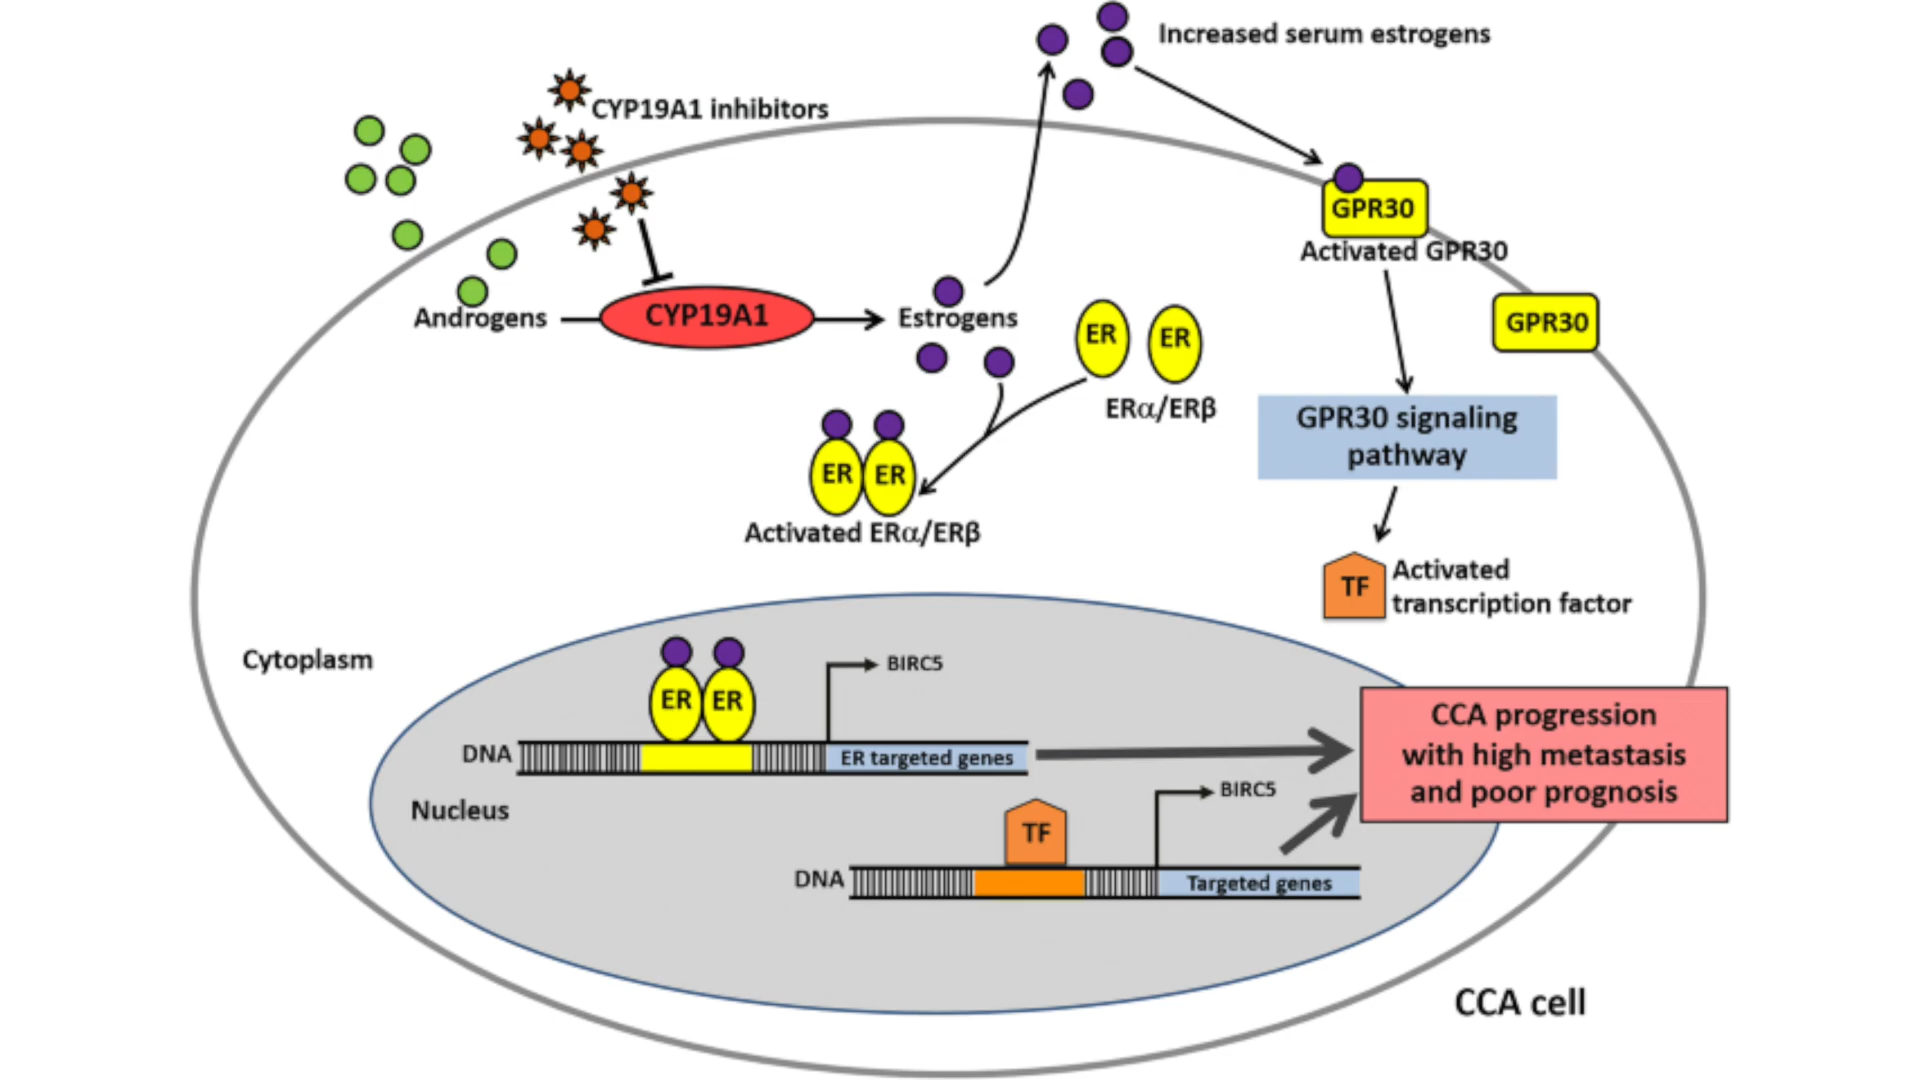 Increased serum estrogens
CYP19A1 inhibitors
GPR30
Activated GPR30
Androgens
CYP19A1
Estrogens
GPR30
ER
ER
ERα/ERβ
GPR30 signaling
pathway
ER
ER
Activated ERα/ERβ
TF
Activated
transcription factor
Cytoplasm
ER
ER
BIRC5
DNA
ER targeted genes
CCA progression
with high metastasis
and poor prognosis
Nucleus
BIRC5
TF
DNA
Targeted genes
CCA cell